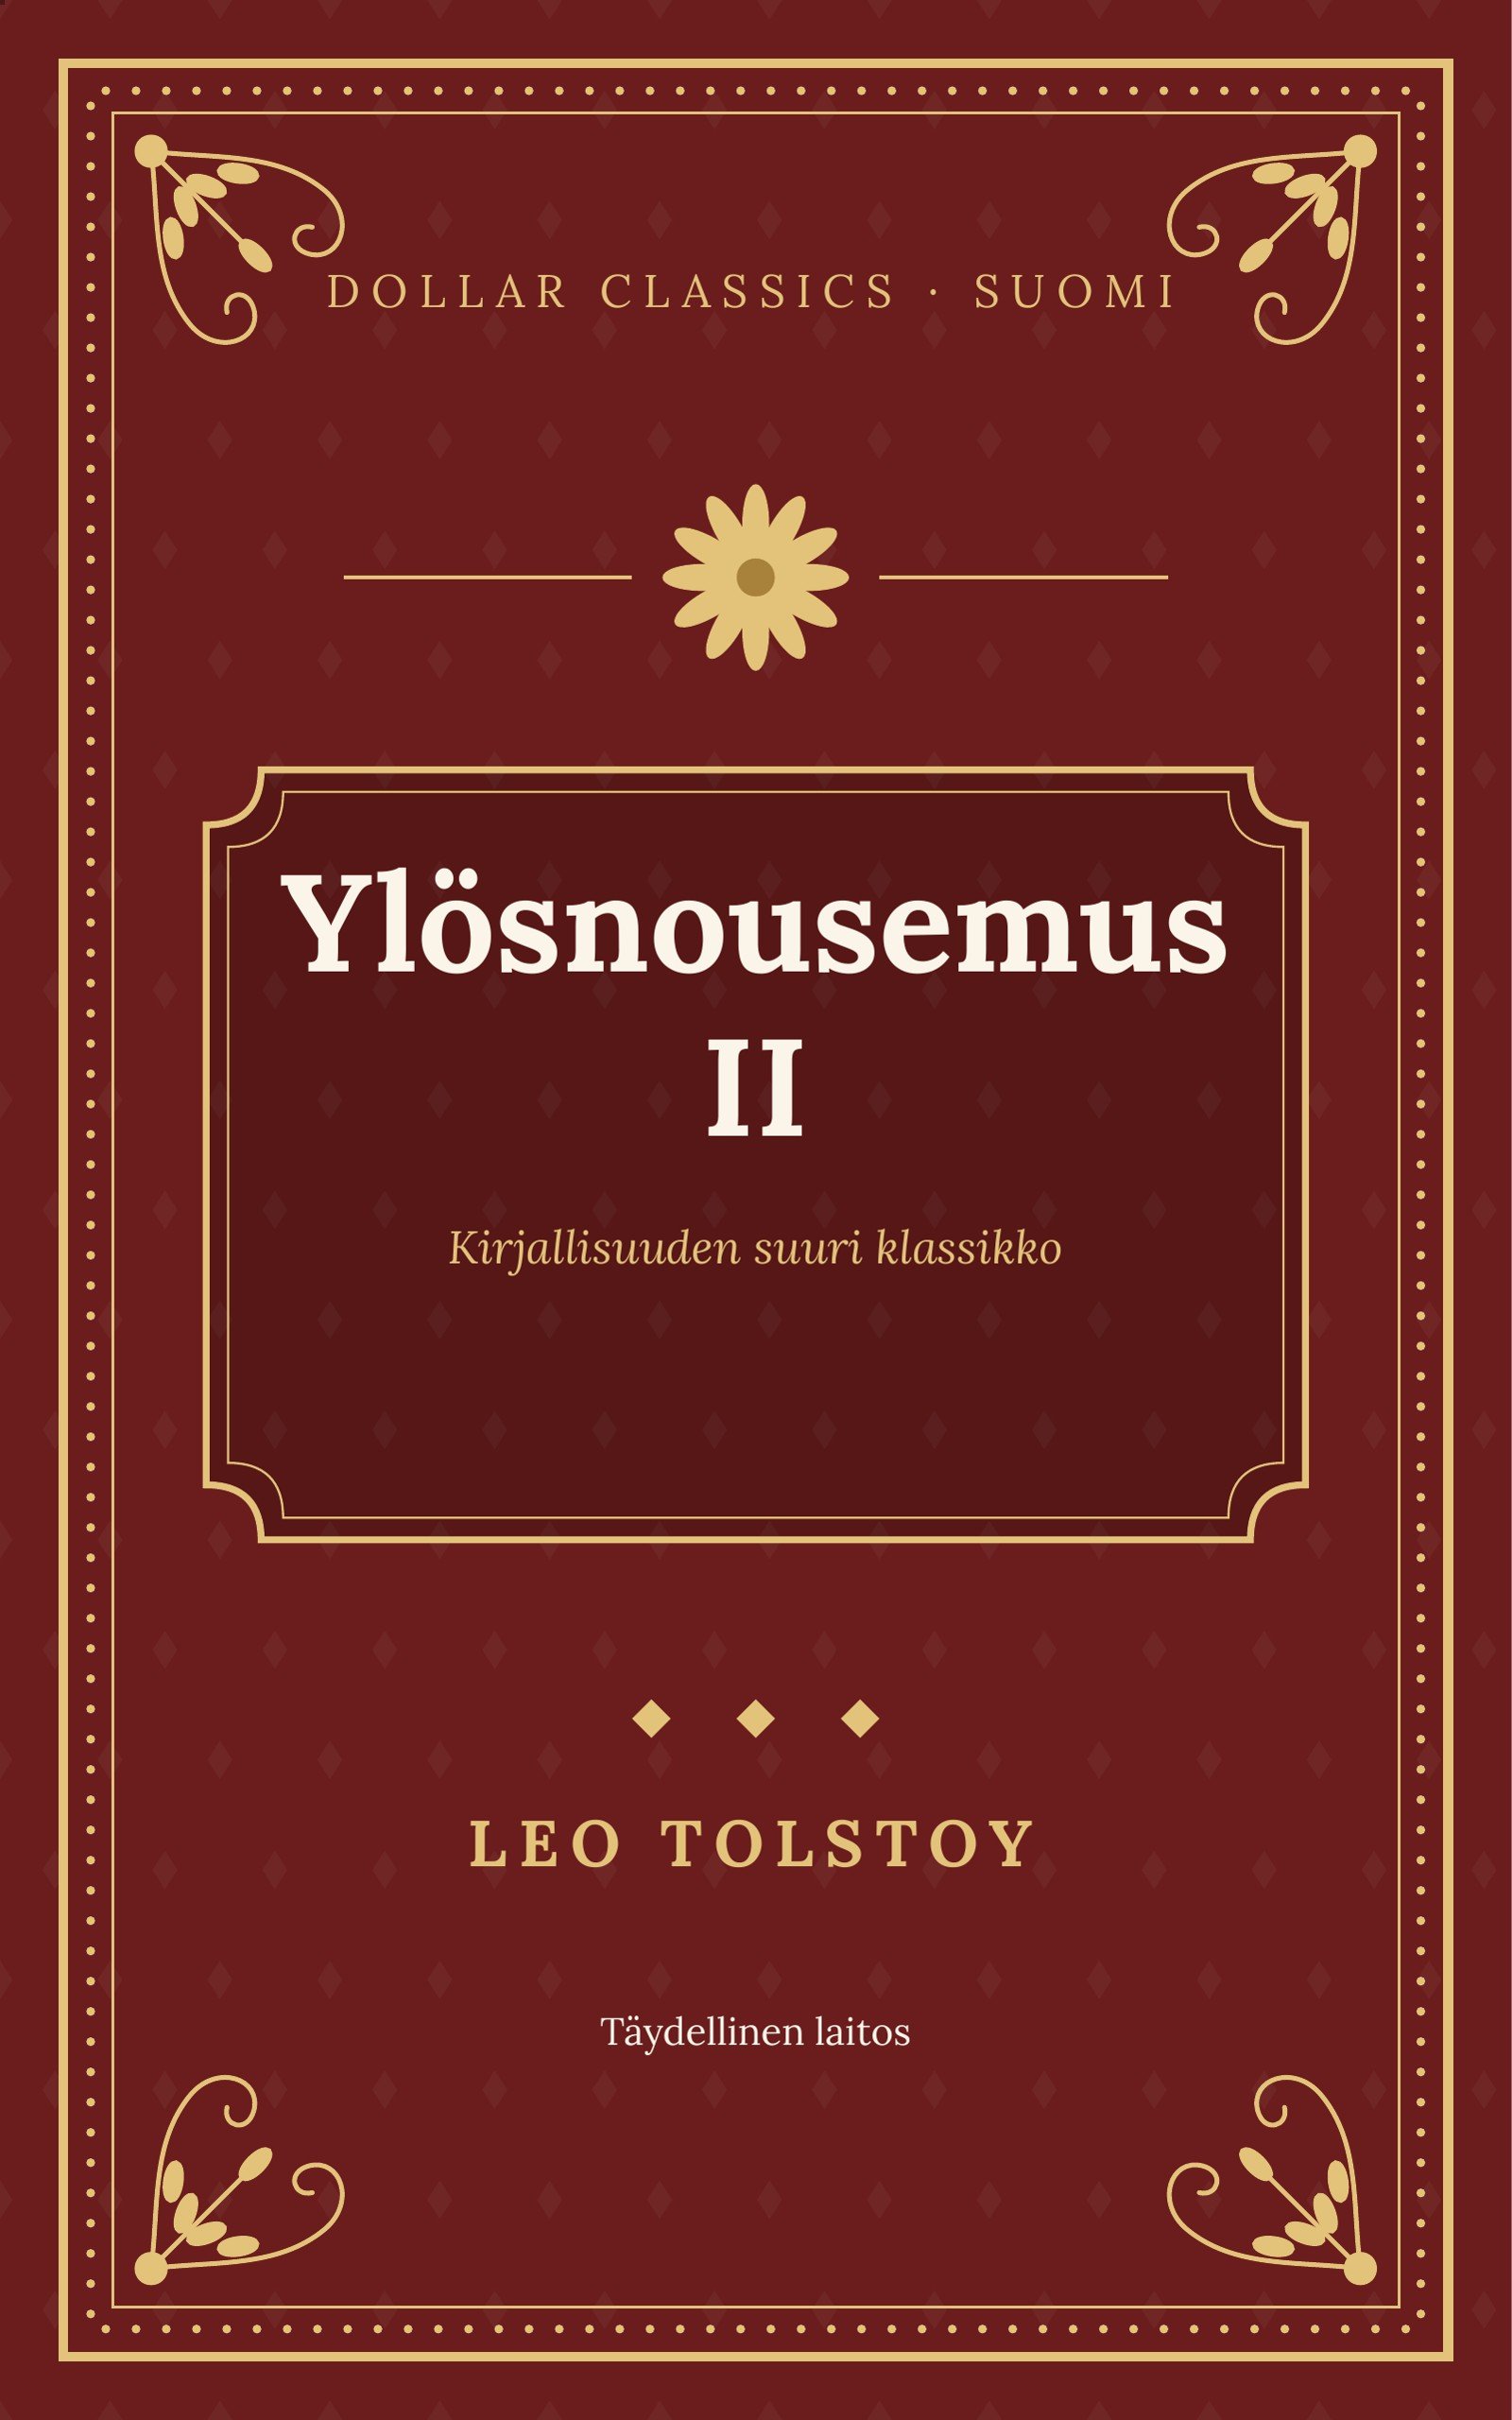 DOLLAR CLASSICS · SUOMI
Ylösnousemus
II
Kirjallisuuden suuri klassikko
LEO TOLSTOY
Täydellinen laitos